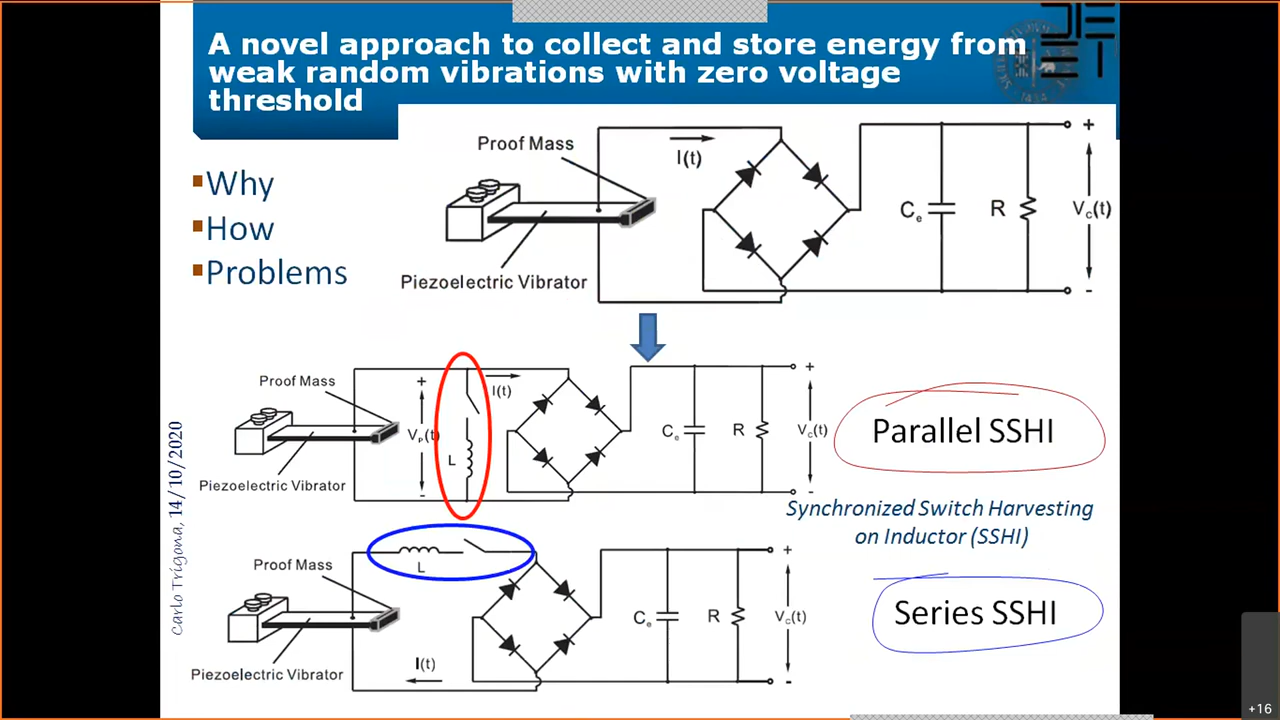 A novel approach to collect and store energy from
weak random vibrations with zero voltage
threshold
Why
How
Problems
Proof Mass
I(t)
Piezoelectric Vibrator
Ce
R
Vc(t)
+
-
Proof Mass
+
Vp(t)
-
I(t)
L
Piezoelectric Vibrator
Ce
R
+
Vc(t)
-
Parallel SSHI
Synchronized Switch Harvesting
on Inductor (SSHI)
Proof Mass
L
Piezoelectric Vibrator
I(t)
Ce
R
+
Vc(t)
-
Series SSHI
Carlo Trigona, 14/10/2020
+16